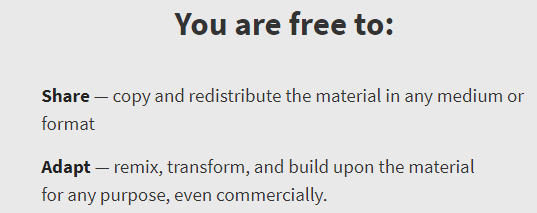 You are free to:
Share — copy and redistribute the material in any medium or
format
Adapt — remix, transform, and build upon the material
for any purpose, even commercially.